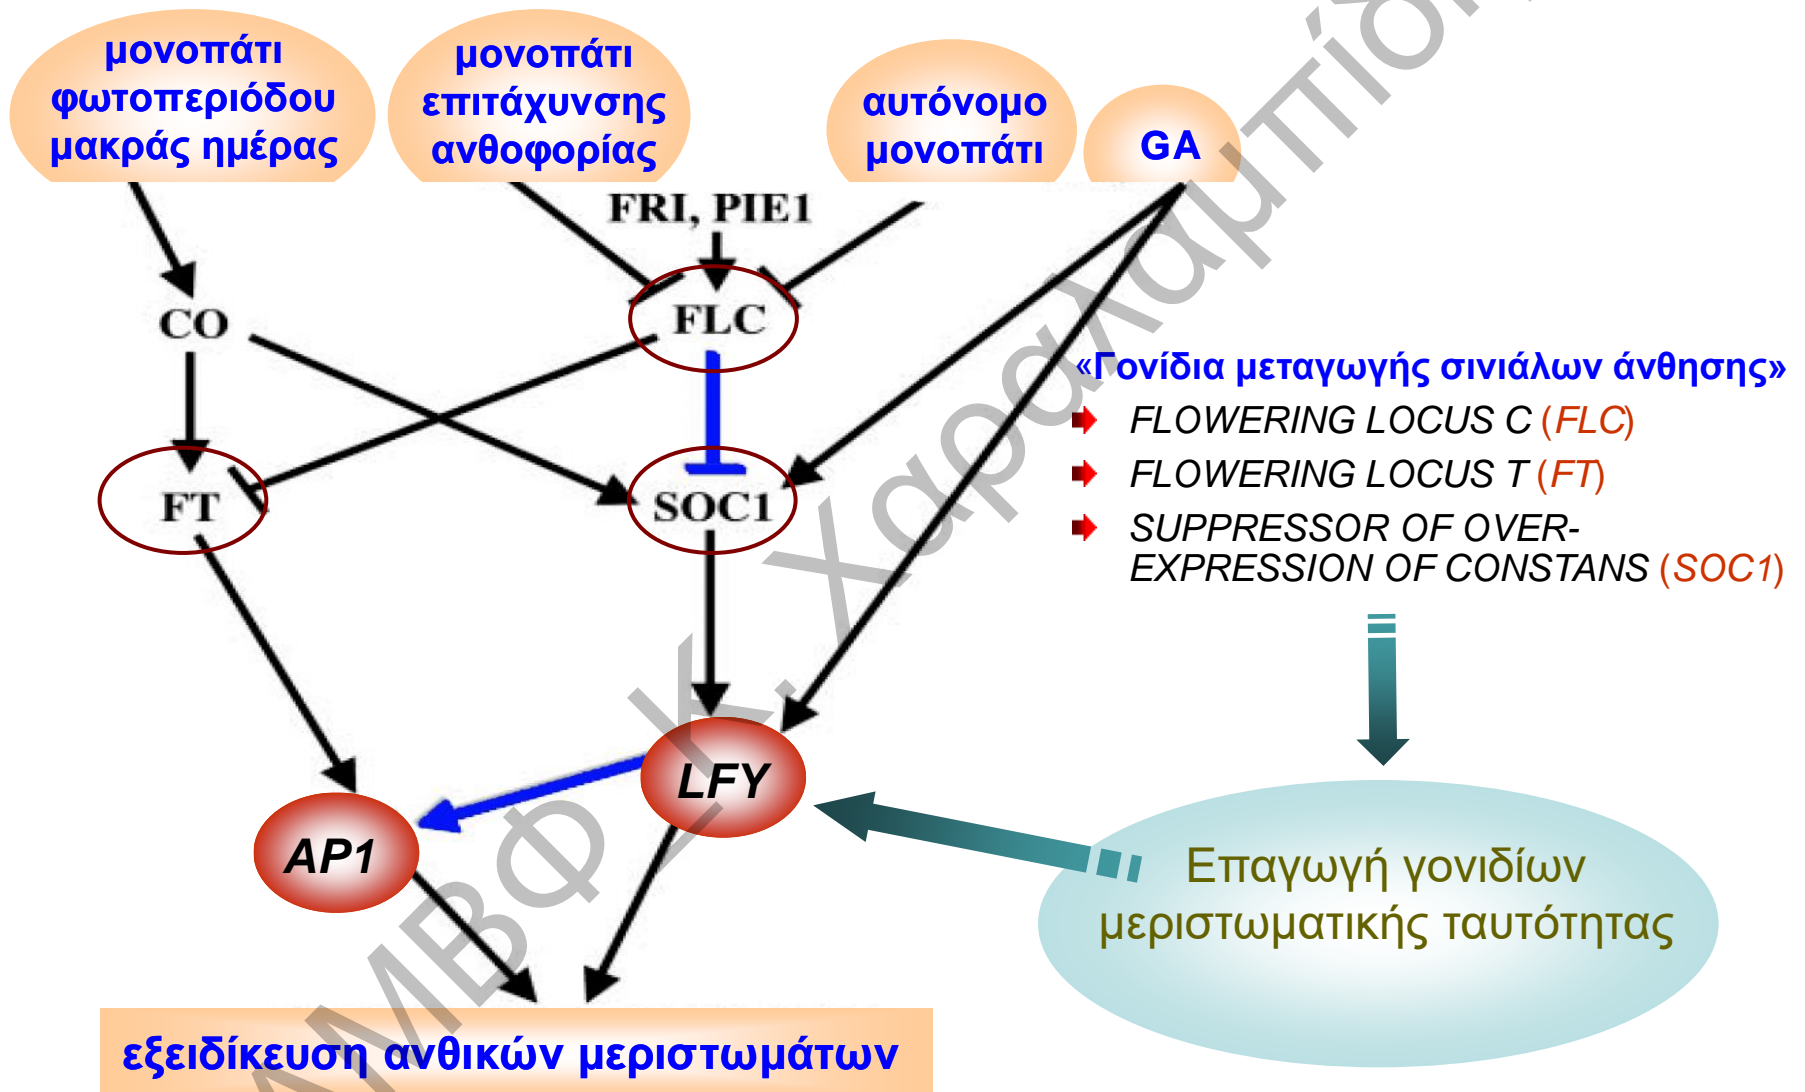 μονοπάτι
φωτοπεριόδου
μακράς ημέρας
μονοπάτι
επιτάχυνσης
ανθοφορίας
αυτόνομο
μονοπάτι
GA
FRI, PIE1
CO
FLC
FT
SOC1
«Γονίδια μεταγωγής σινιάλων άνθησης»
FLOWERING LOCUS C (FLC)
FLOWERING LOCUS T (FT)
SUPPRESSOR OF OVER-
EXPRESSION OF CONSTANS (SOC1)
LFY
AP1
Επαγωγή γονιδίων
μεριστωματικής ταυτότητας
εξειδίκευση ανθικών μεριστωμάτων